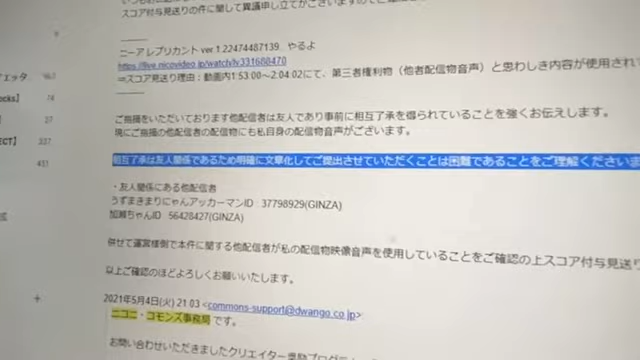 スコア付与見送りの件に関して異議申し立てがございますので
ニーア レプリカント ver.1.22474487139.. やるよ
https://live.nicovideo.jp/watch/lv331688470
⇒スコア見送り理由：動画内1:53:00～2:04:02にて、第三者権利物（他者配信物音声）と思わしき内容が使用されて
ご指摘をいただいております他配信者は友人であり事前に相互了承を得られていることを強くお伝えします。
現にご指摘の他配信者の配信物にも私自身の配信物音声がございます。
相互了承は友人関係であるため明確に文章化してご提出させていただくことは困難であることをご理解くださいま
・友人関係にある他配信者
うずまきまりにゃんアッカーマンID　37798929(GINZA)
加瀬ちゃんID　56428427(GINZA)
併せて運営様側で本件に関する他配信者が私の配信物映像音声を使用していることをご確認の上スコア付与見送り
以上ご確認のほどよろしくお願いいたします。
2021年5月4日(火) 21:03 <commons-support@dwango.co.jp>
ニコニ・コモンズ事務局 です。
お問い合わせいただきましたクリエイター奨励プログラム